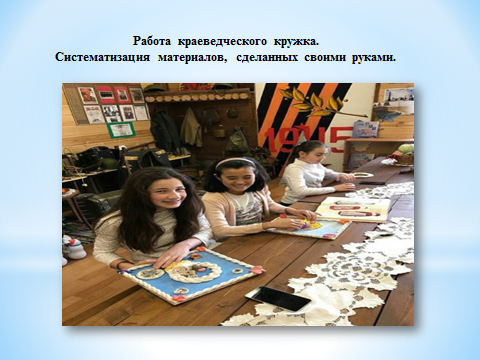 Работа краеведческого кружка.
Систематизация материалов, сделанных своими руками.
1945